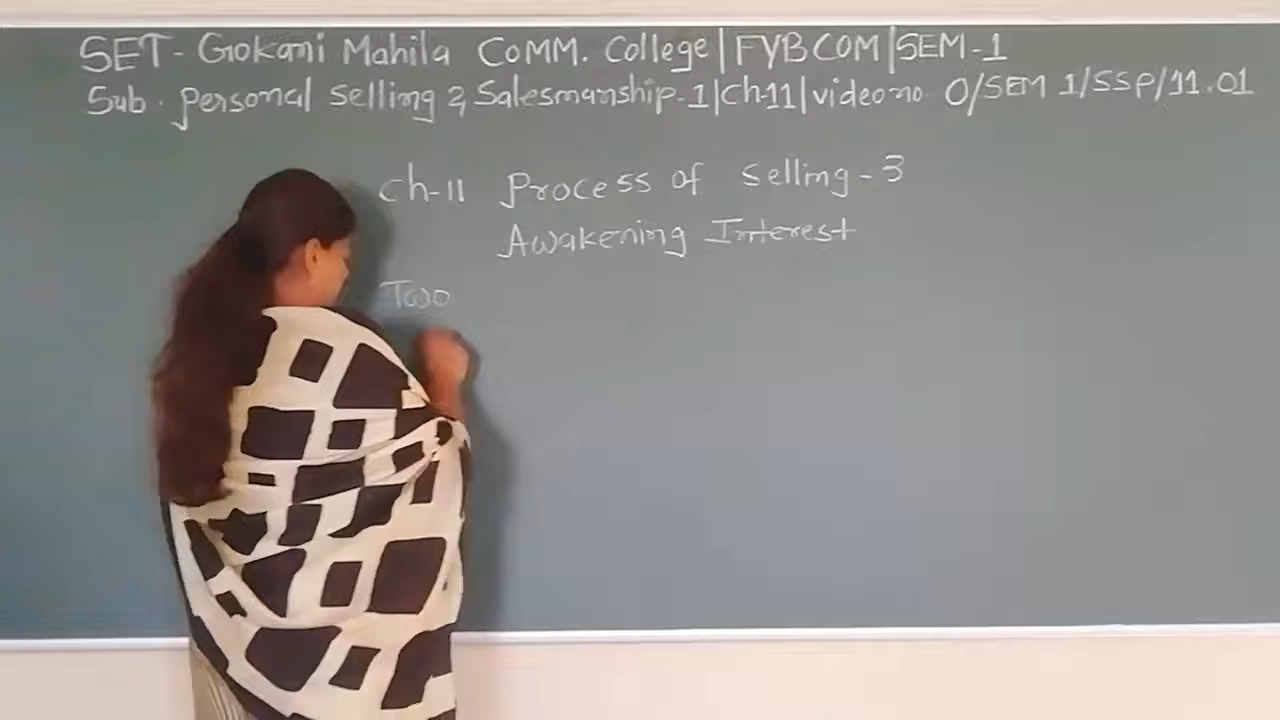 SET - Gokani Mahila COMM. College | FYBCOM | SEM-1
Sub. Personal Selling & Salesmanship-1 | Ch-11 | video no 0/SEM 1/SSP/11.01
Ch-11 Process of Selling - 3
Awakening Interest
Two